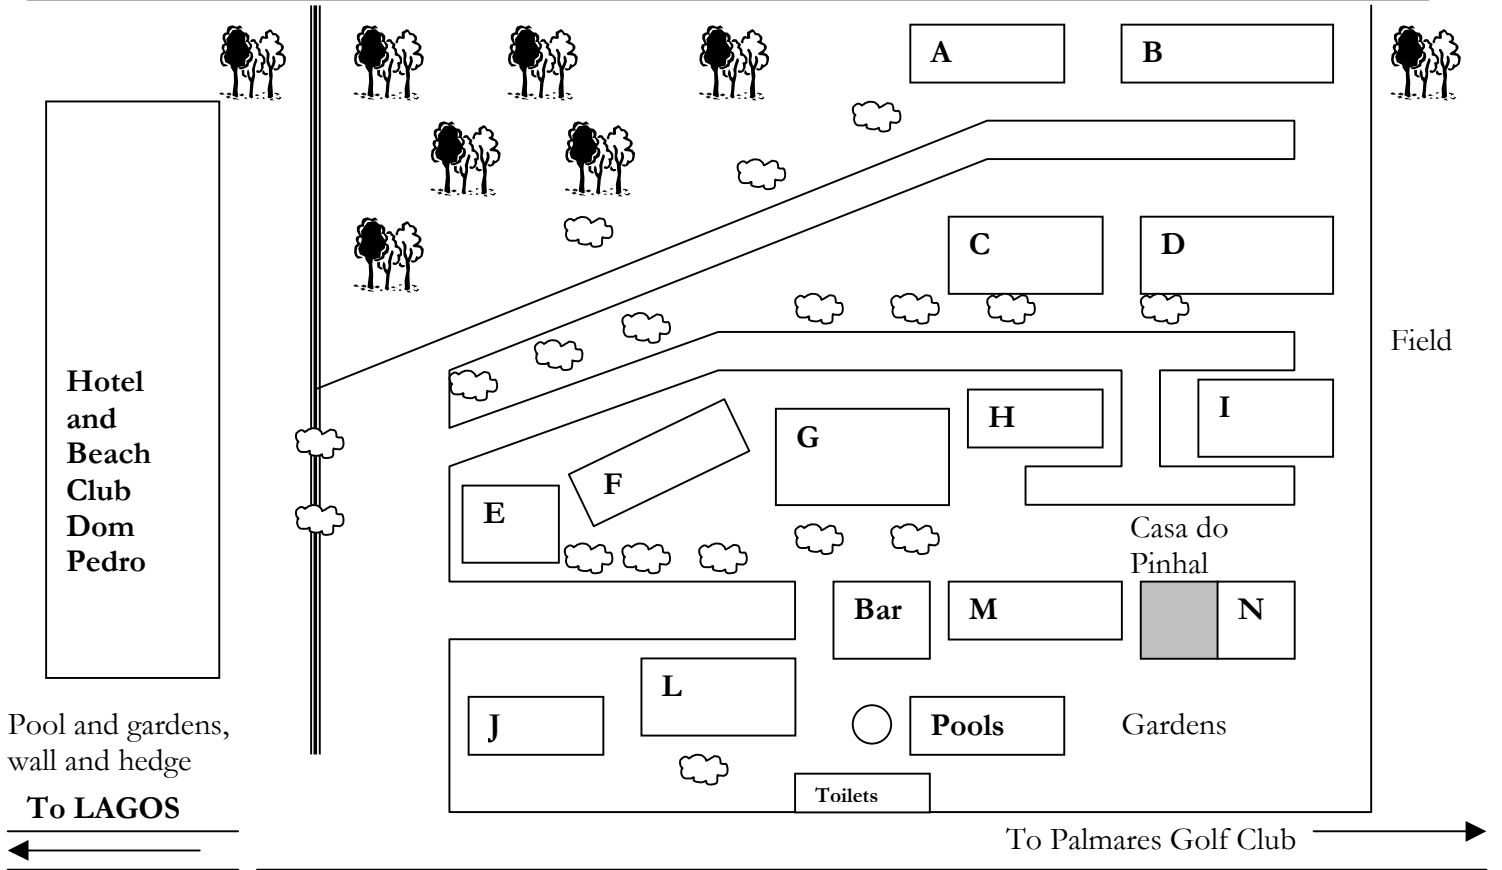 A
B
C
D
Field
Hotel
and
Beach
Club
Dom
Pedro
E
F
G
H
I
Casa do
Pinhal
Bar
M
N
J
L
Pools
Gardens
Toilets
Pool and gardens,
wall and hedge
To LAGOS
To Palmares Golf Club